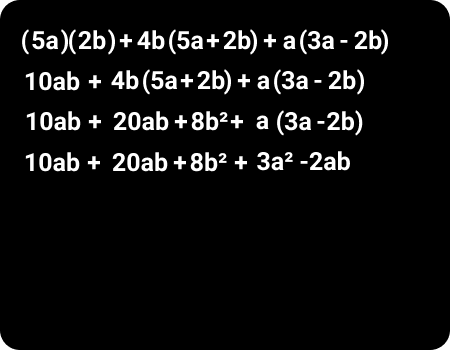 (5a)(2b) + 4b(5a+2b) + a(3a - 2b)
10ab + 4b(5a+2b) + a(3a - 2b)
10ab + 20ab +8b²+ a (3a -2b)
10ab + 20ab +8b² + 3a² -2ab